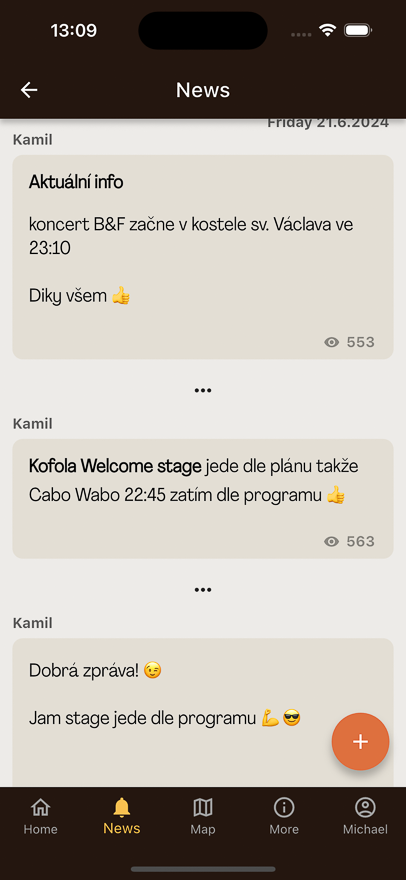 13:09
News
Friday 21.6.2024
Kamil
Aktuální info
koncert B&F začne v kostele sv. Václava ve
23:10
Diky všem 👍
553
Kamil
Kofola Welcome stage jede dle plánu takže
Cabo Wabo 22:45 zatím dle programu 👍
563
Kamil
Dobrá zpráva! 😉
Jam stage jede dle programu 💪😎
Home
News
Map
More
Michael